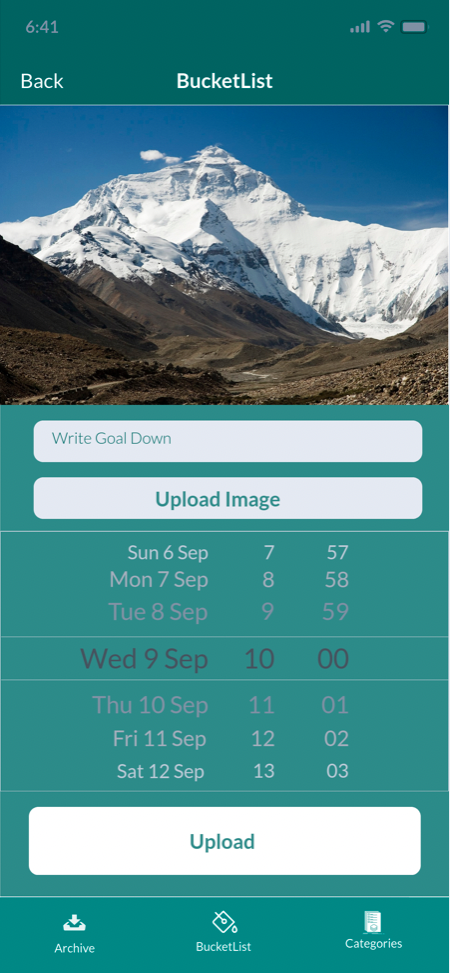 6:41
Back BucketList
Write Goal Down
Upload Image
Sun 6 Sep 7 57
Mon 7 Sep 8 58
Tue 8 Sep 9 59
Wed 9 Sep 10 00
Thu 10 Sep 11 01
Fri 11 Sep 12 02
Sat 12 Sep 13 03
Upload
Archive BucketList Categories